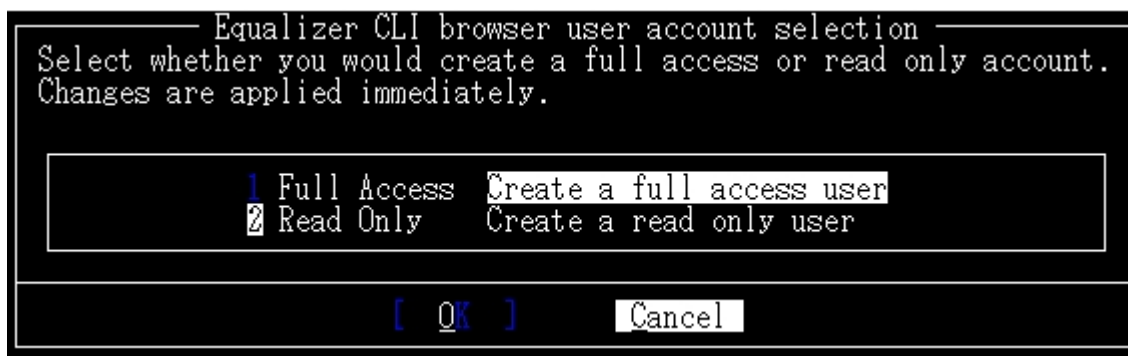 Equalizer CLI browser user account selection
Select whether you would create a full access or read only account.
Changes are applied immediately.
1 Full Access Create a full access user
2 Read Only Create a read only user
[ OK ] Cancel